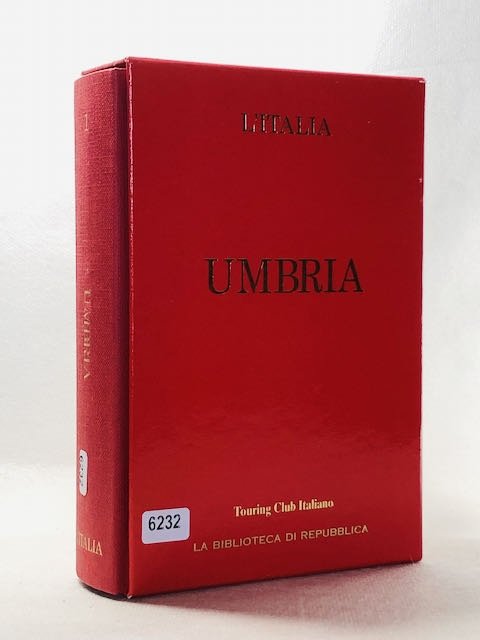 L'ITALIA
UMBRIA
Touring Club Italiano
LA BIBLIOTECA DI REPUBBLICA
6232
UMBRIA
L'ITALIA